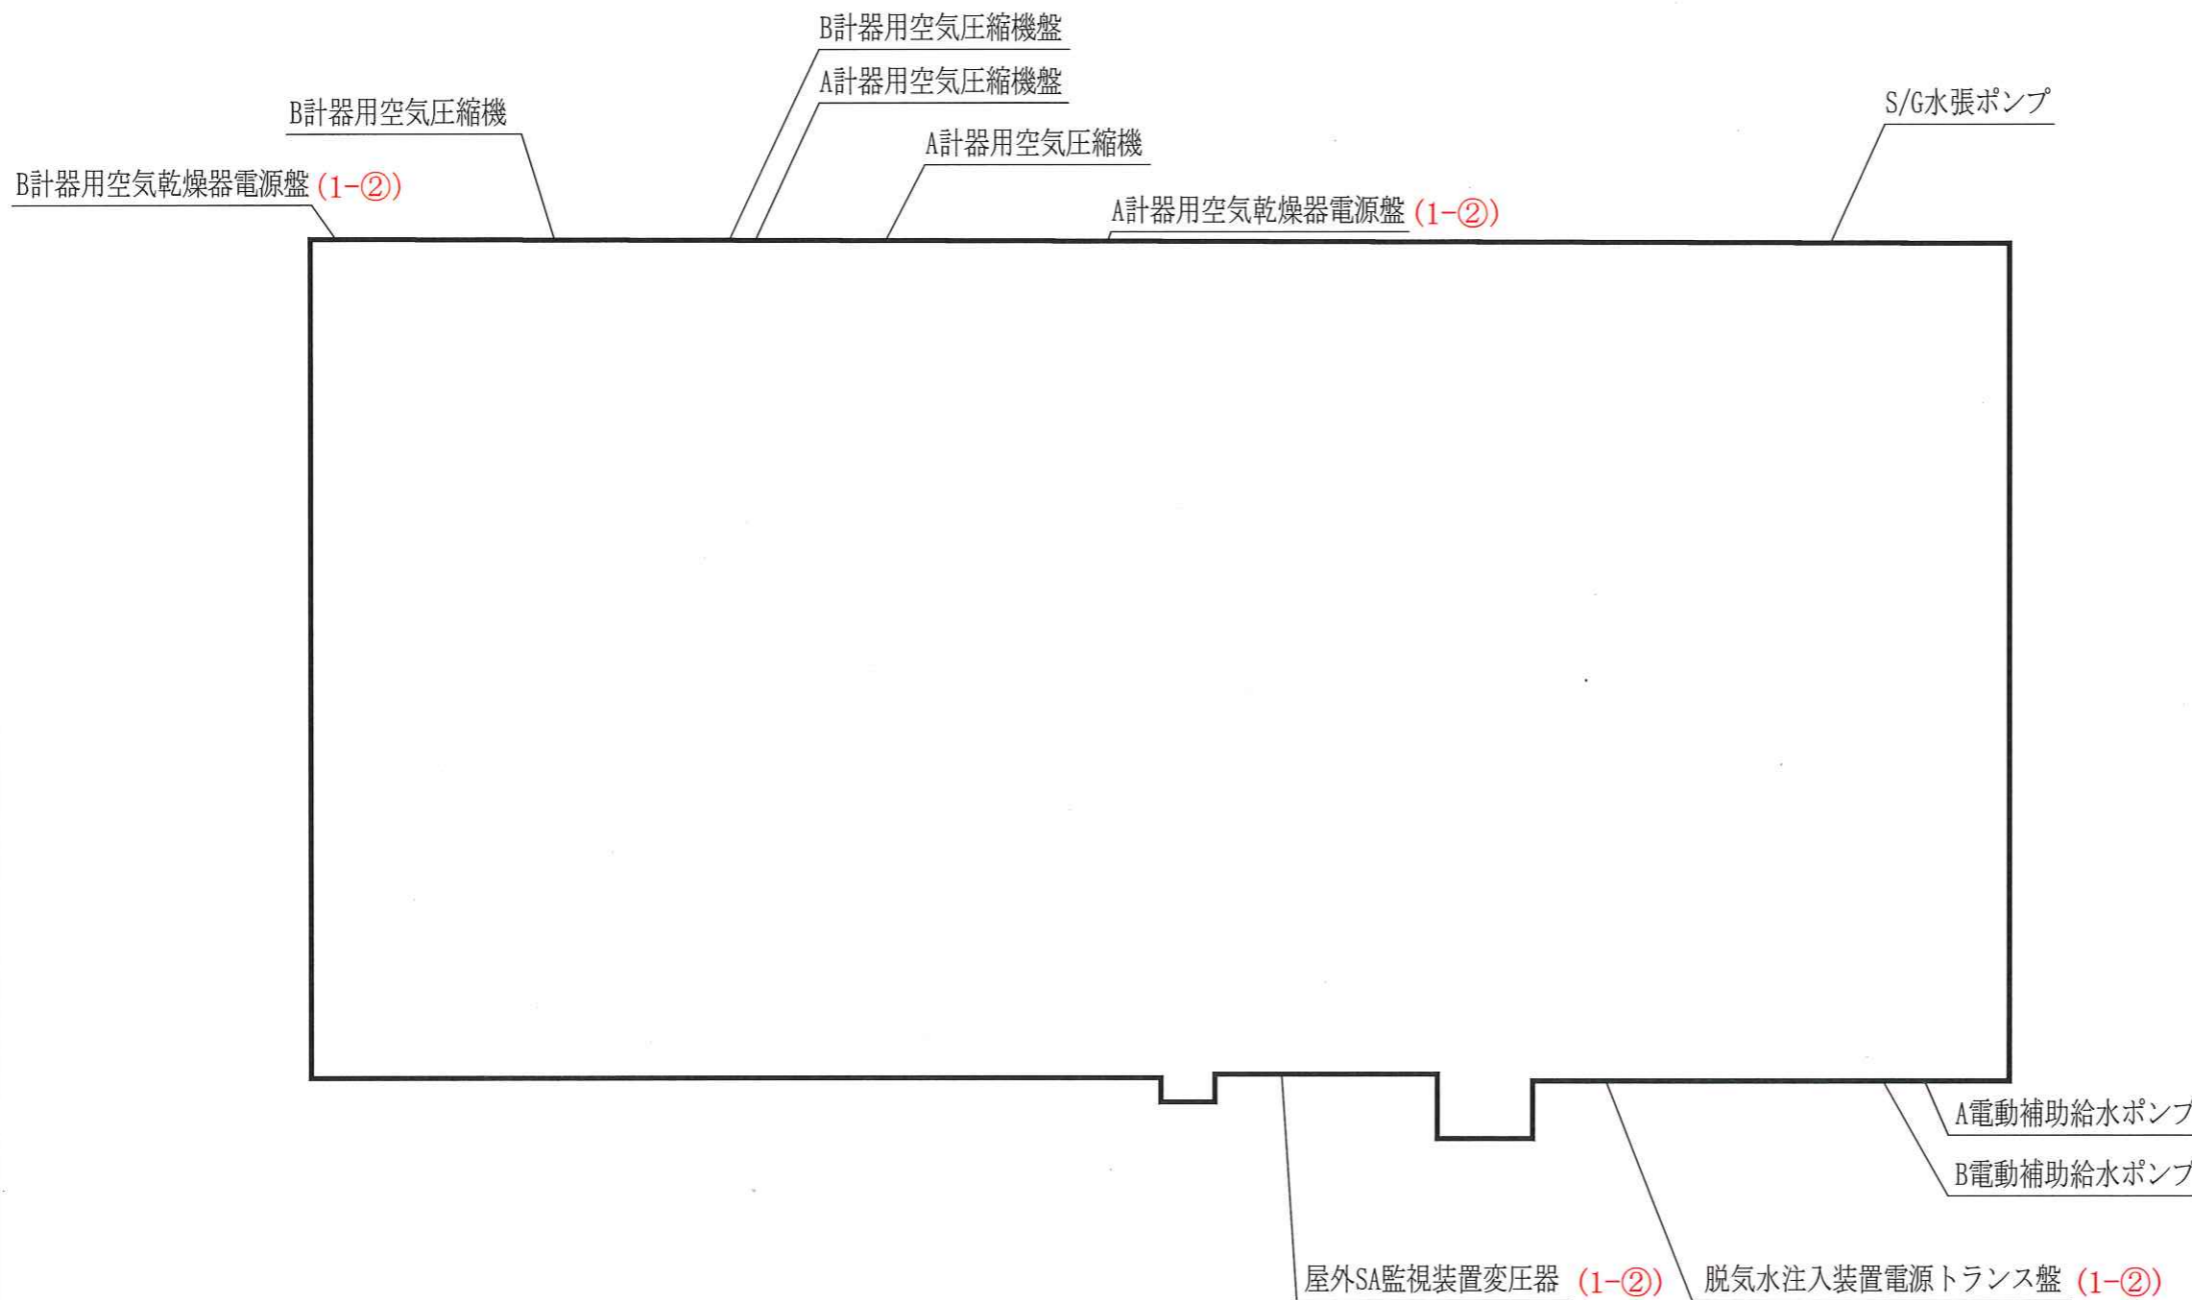 B計器用空気圧縮機盤
A計器用空気圧縮機盤
B計器用空気圧縮機
S/G水張ポンプ
A計器用空気圧縮機
B計器用空気乾燥器電源盤 (1-②)
A計器用空気乾燥器電源盤 (1-②)
A電動補助給水ポンプ
B電動補助給水ポンプ
屋外SA監視装置変圧器 (1-②)
脱気水注入装置電源トランス盤 (1-②)